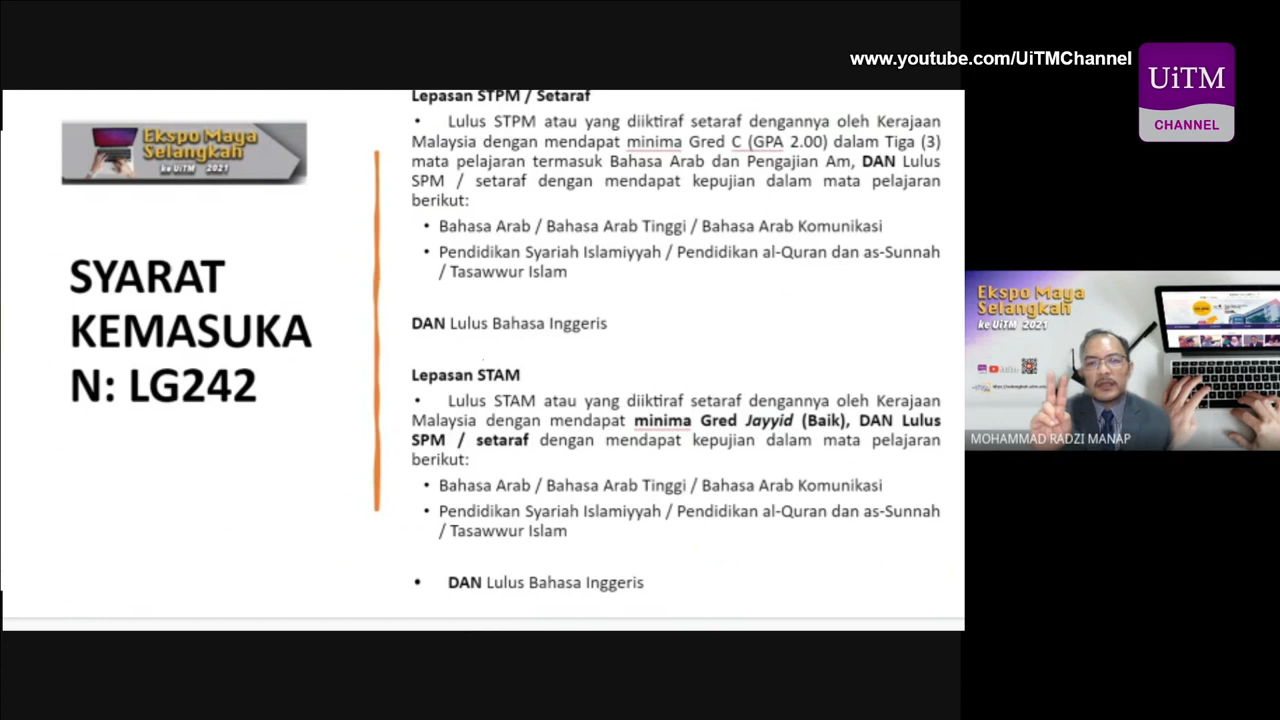 www.youtube.com/UiTMChannel
UiTM
CHANNEL
Ekspo Maya
Selangkah
ke UiTM 2021
SYARAT
KEMASUKA
N: LG242
Lepasan STPM / Setaraf
• Lulus STPM atau yang diiktiraf setaraf dengannya oleh Kerajaan
Malaysia dengan mendapat minima Gred C (GPA 2.00) dalam Tiga (3)
mata pelajaran termasuk Bahasa Arab dan Pengajian Am, DAN Lulus
SPM / setaraf dengan mendapat kepujian dalam mata pelajaran
berikut:
• Bahasa Arab / Bahasa Arab Tinggi / Bahasa Arab Komunikasi
• Pendidikan Syariah Islamiyyah / Pendidikan al-Quran dan as-Sunnah
/ Tasawwur Islam
DAN Lulus Bahasa Inggeris
Lepasan STAM
• Lulus STAM atau yang diiktiraf setaraf dengannya oleh Kerajaan
Malaysia dengan mendapat minima Gred Jayyid (Baik), DAN Lulus
SPM / setaraf dengan mendapat kepujian dalam mata pelajaran
berikut:
• Bahasa Arab / Bahasa Arab Tinggi / Bahasa Arab Komunikasi
• Pendidikan Syariah Islamiyyah / Pendidikan al-Quran dan as-Sunnah
/ Tasawwur Islam
• DAN Lulus Bahasa Inggeris
Ekspo Maya
Selangkah
ke UiTM 2021
MOHAMMAD RADZI MANAP